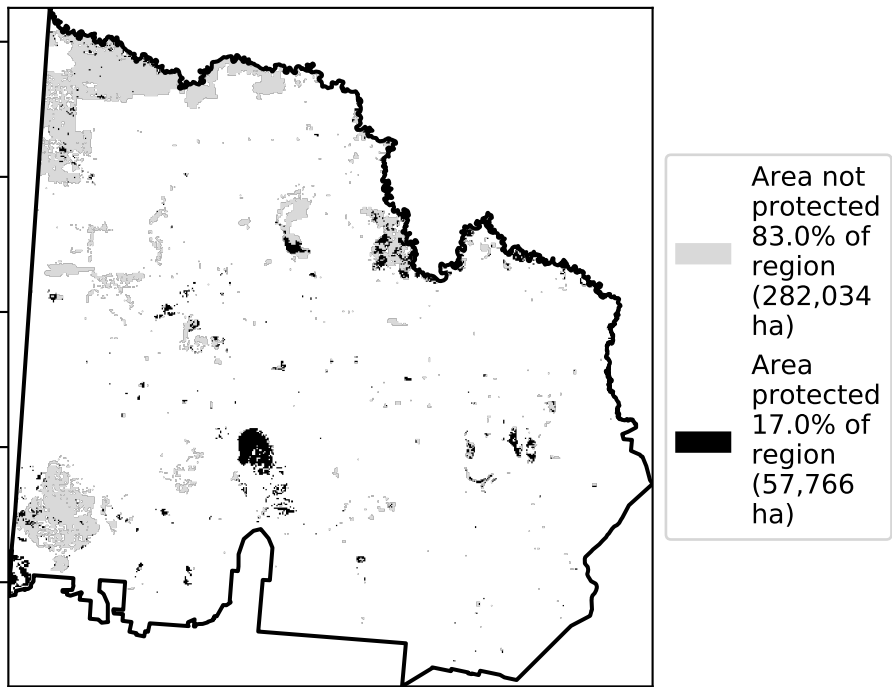 Area not
protected
83.0% of
region
(282,034
ha)
Area
protected
17.0% of
region
(57,766
ha)